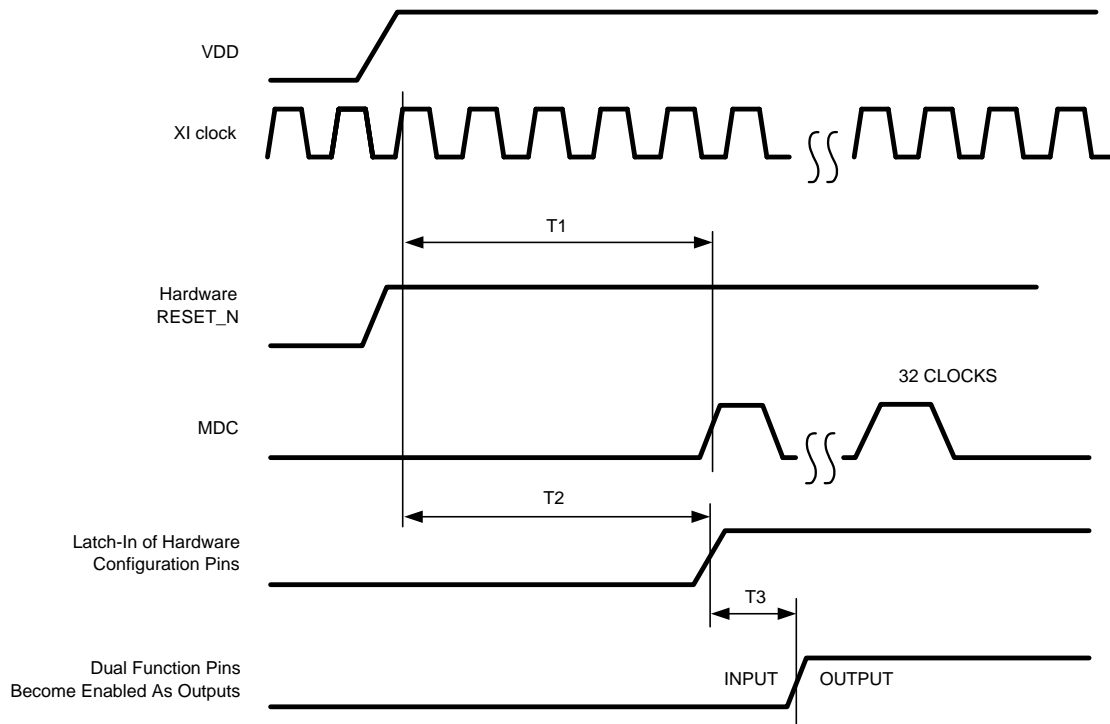 VDD
XI clock
T1
Hardware
RESET_N
32 CLOCKS
MDC
T2
Latch-In of Hardware
Configuration Pins
T3
Dual Function Pins
Become Enabled As Outputs
INPUT
OUTPUT